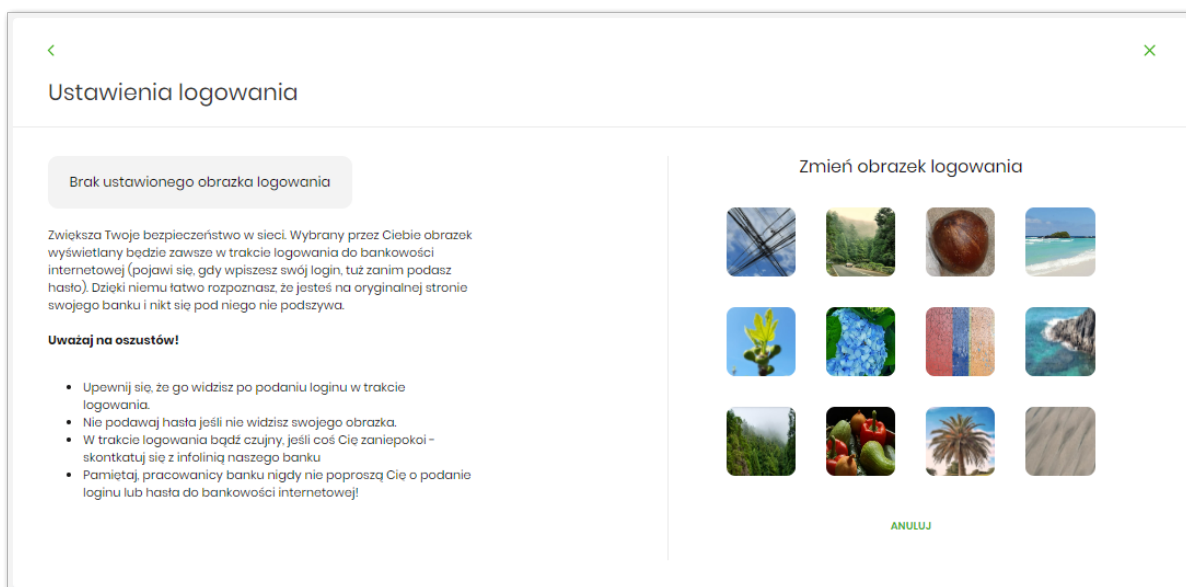 Ustawienia logowania
Brak ustawionego obrazka logowania
Zwiększa Twoje bezpieczeństwo w sieci. Wybrany przez Ciebie obrazek
wyświetlany będzie zawsze w trakcie logowania do bankowości
internetowej (pojawi się, gdy wpiszesz swój login, tuż zanim podasz
hasło). Dzięki niemu łatwo rozpoznasz, że jesteś na oryginalnej stronie
swojego banku i nikt się pod niego nie podszywa.
Uważaj na oszustów!
Upewnij się, że go widzisz po podaniu loginu w trakcie
logowania.
Nie podawaj hasła jeśli nie widzisz swojego obrazka.
W trakcie logowania bądź czujny, jeśli coś Cię zaniepokoi -
skontkatuj się z infolinią naszego banku
Pamiętaj, pracowanicy banku nigdy nie poproszą Cię o podanie
loginu lub hasła do bankowości internetowej!
Zmień obrazek logowania
ANULUJ